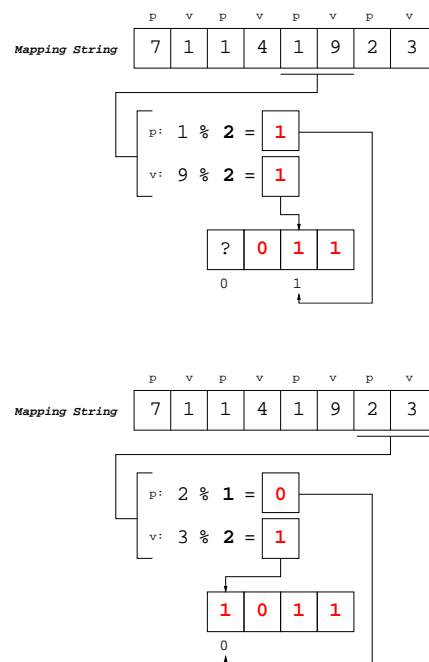 p v p v p v p v
Mapping String 7 1 1 4 1 9 2 3
p: 1 % 2 = 1
v: 9 % 2 = 1
? 0 1 1
0 1
p v p v p v p v
Mapping String 7 1 1 4 1 9 2 3
p: 2 % 1 = 0
v: 3 % 2 = 1
1 0 1 1
0